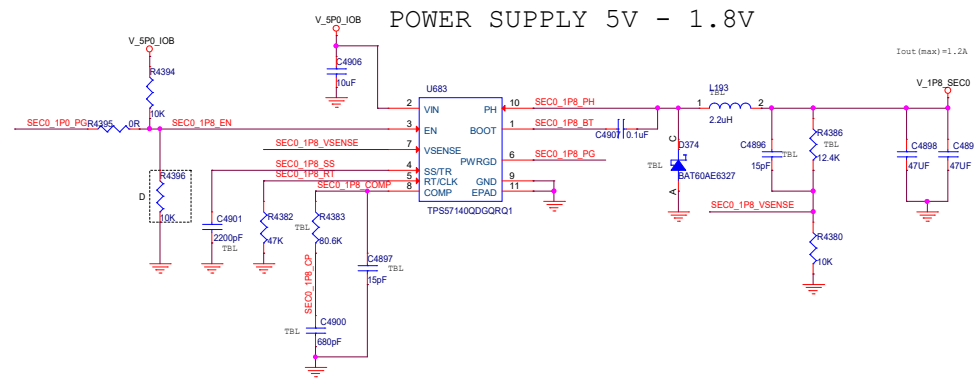 POWER SUPPLY 5V - 1.8V
Iout(max)=1.2A
V_5P0_IOB
R4394
10K
SEC0_1P0_PG
R4395
0R
SEC0_1P8_EN
D
R4396
10K
V_5P0_IOB
C4906
10uF
SEC0_1P8_VSENSE
SEC0_1P8_SS
SEC0_1P8_RT
SEC0_1P8_COMP
C4901
2200pF
TBL
R4382
47K
R4383
TBL
80.6K
SEC0_1P8_CP
C4897
TBL
15pF
C4900
TBL
680pF
U683
2 VIN PH 10
3 EN BOOT 1
7 VSENSE
PWRGD 6
4 SS/TR
5 RT/CLK GND 9
8 COMP EPAD 11
TPS57140QDGQRQ1
SEC0_1P8_PH
SEC0_1P8_BT
C4907 0.1uF
SEC0_1P8_PG
D374
C
TBL
BAT60AE6327
A
L193
TBL
1 2
2.2uH
C4896
TBL
15pF
R4386
TBL
12.4K
SEC0_1P8_VSENSE
R4380
10K
V_1P8_SEC0
C4898
47UF
C489
47UF